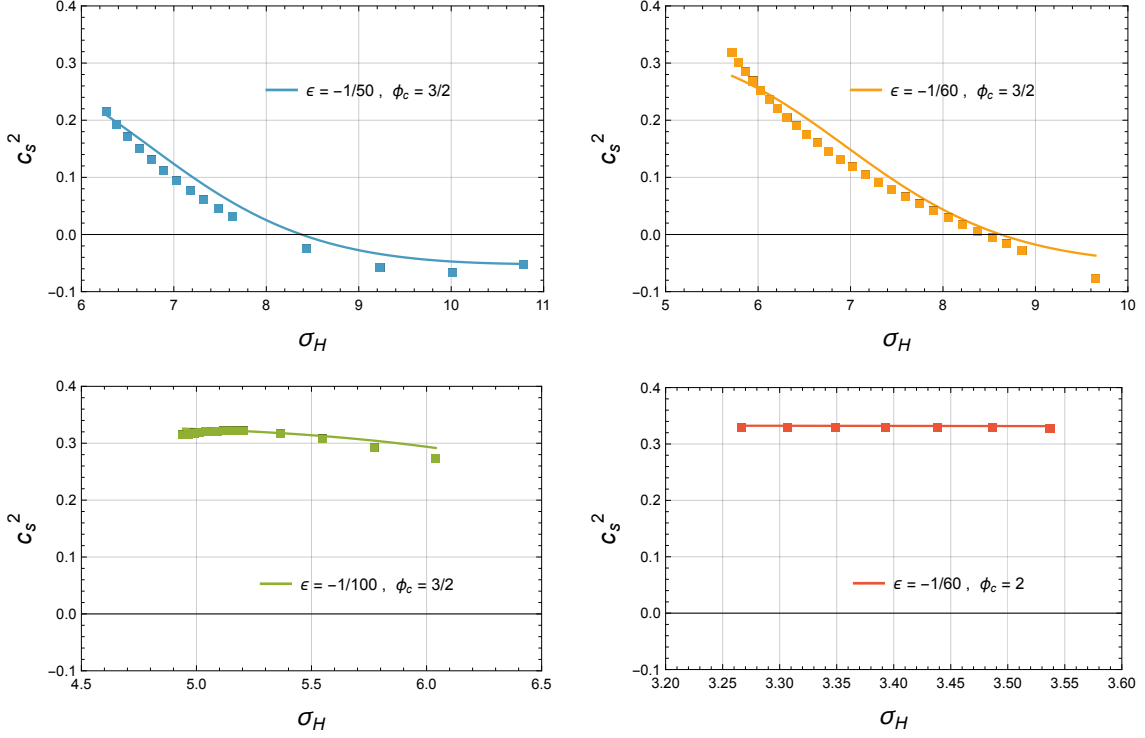 0.4
0.3
0.2
0.1
0.0
−0.1
c_s^2
6 7 8 9 10 11
σ_H
ϵ = −1/50 , ϕ_c = 3/2
0.4
0.3
0.2
0.1
0.0
−0.1
c_s^2
5 6 7 8 9 10
σ_H
ϵ = −1/60 , ϕ_c = 3/2
0.4
0.3
0.2
0.1
0.0
−0.1
c_s^2
4.5 5.0 5.5 6.0 6.5
σ_H
ϵ = −1/100 , ϕ_c = 3/2
0.4
0.3
0.2
0.1
0.0
−0.1
c_s^2
3.20 3.25 3.30 3.35 3.40 3.45 3.50 3.55 3.60
σ_H
ϵ = −1/60 , ϕ_c = 2